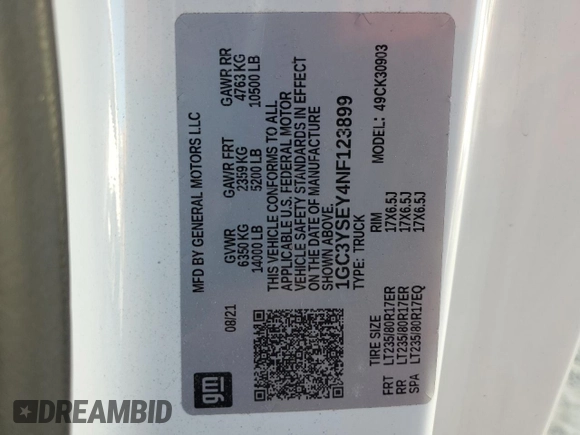 MFD BY GENERAL MOTORS LLC
08/21
GVWR
6350 KG
14000 LB
GAWR FRT
2359 KG
5200 LB
GAWR RR
4763 KG
10500 LB
THIS VEHICLE CONFORMS TO ALL
APPLICABLE U.S. FEDERAL MOTOR
VEHICLE SAFETY STANDARDS IN EFFECT
ON THE DATE OF MANUFACTURE
SHOWN ABOVE.
1GC3YSEY4NF123899
TYPE: TRUCK
49CK30903
TIRE SIZE
RIM
FRT LT235/80R17ER 17X6.5J
RR LT235/80R17ER 17X6.5J
SPA LT235/80R17EQ 17X6.5J
gm
DREAMBID